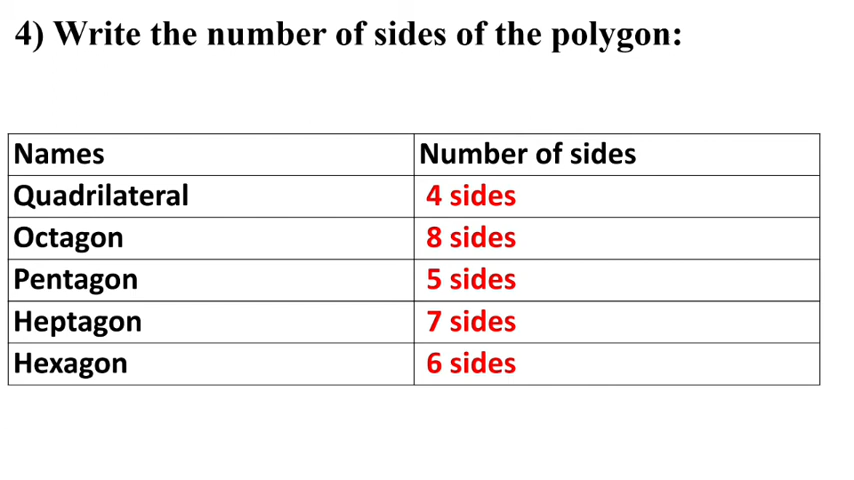 4) Write the number of sides of the polygon:
Names Number of sides
Quadrilateral 4 sides
Octagon 8 sides
Pentagon 5 sides
Heptagon 7 sides
Hexagon 6 sides